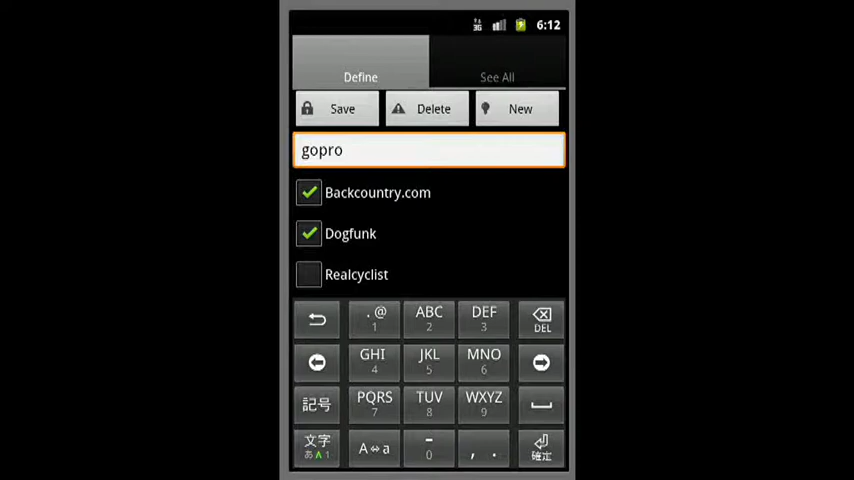 3G 6:12
Define See All
Save Delete New
gopro
Backcountry.com
Dogfunk
Realcyclist
. @ ABC DEF
1 2 3 DEL
GHI JKL MNO
4 5 6
記号 PQRS TUV WXYZ
7 8 9
文字 A⇔a - , . 確定
あA1 0